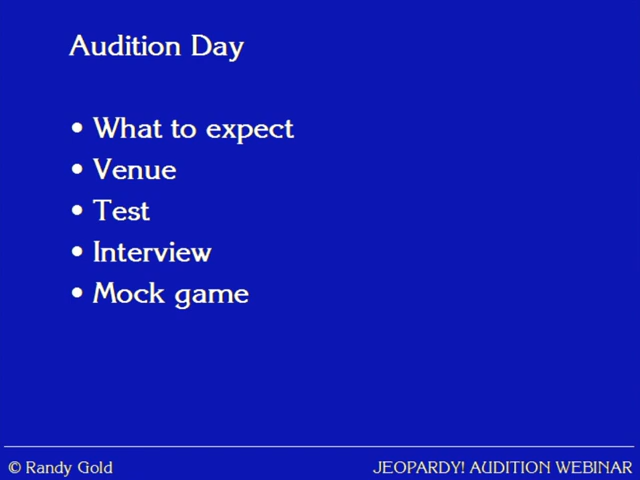 Audition Day
• What to expect
• Venue
• Test
• Interview
• Mock game
© Randy Gold
JEOPARDY! AUDITION WEBINAR